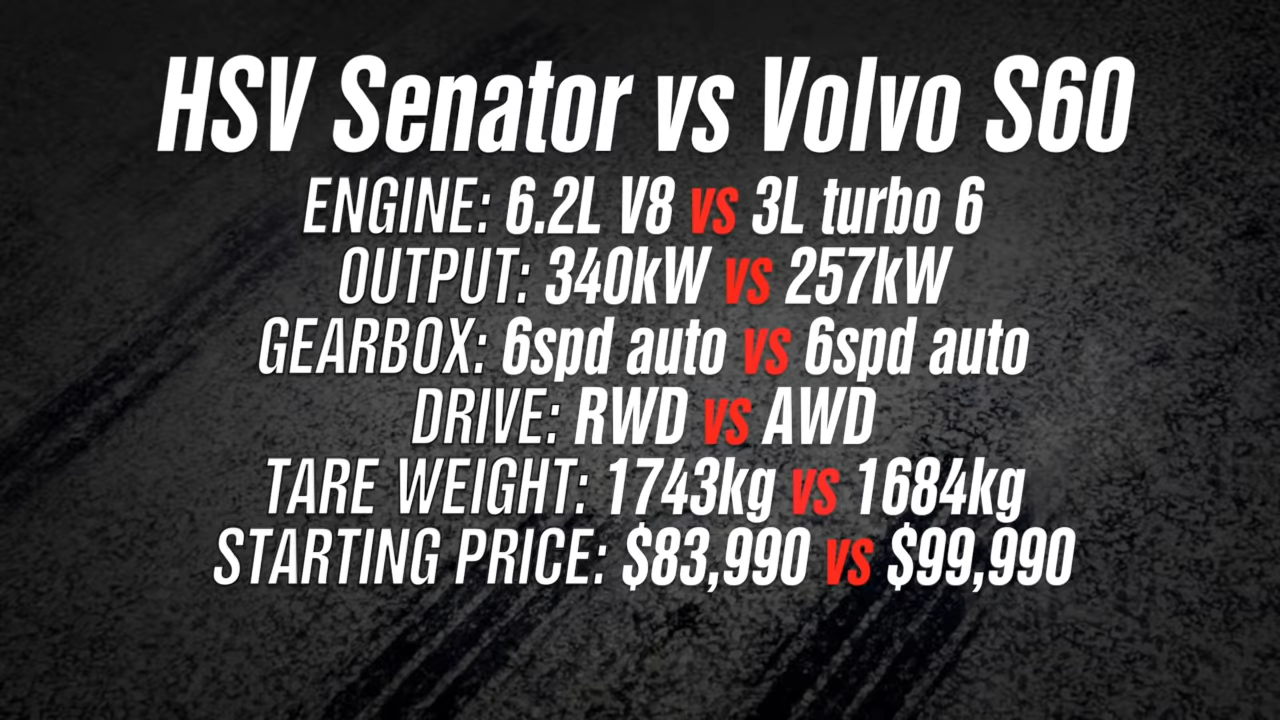 HSV Senator vs Volvo S60
ENGINE: 6.2L V8 vs 3L turbo 6
OUTPUT: 340kW vs 257kW
GEARBOX: 6spd auto vs 6spd auto
DRIVE: RWD vs AWD
TARE WEIGHT: 1743kg vs 1684kg
STARTING PRICE: $83,990 vs $99,990